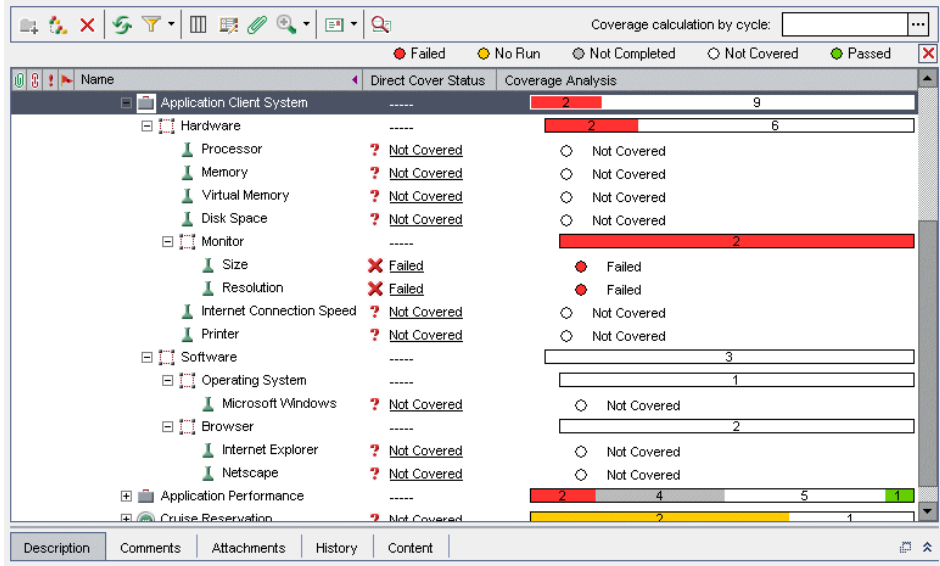 Coverage calculation by cycle: ...
Failed No Run Not Completed Not Covered Passed
Name Direct Cover Status Coverage Analysis
Application Client System ----- 2 9
Hardware ----- 2 6
Processor ? Not Covered Not Covered
Memory ? Not Covered Not Covered
Virtual Memory ? Not Covered Not Covered
Disk Space ? Not Covered Not Covered
Monitor ----- 2
Size Failed Failed
Resolution Failed Failed
Internet Connection Speed ? Not Covered Not Covered
Printer ? Not Covered Not Covered
Software ----- 3
Operating System ----- 1
Microsoft Windows ? Not Covered Not Covered
Browser ----- 2
Internet Explorer ? Not Covered Not Covered
Netscape ? Not Covered Not Covered
Application Performance ----- 2 4 5 1
Cruise Reservation ? Not Covered 2 1
Description Comments Attachments History Content